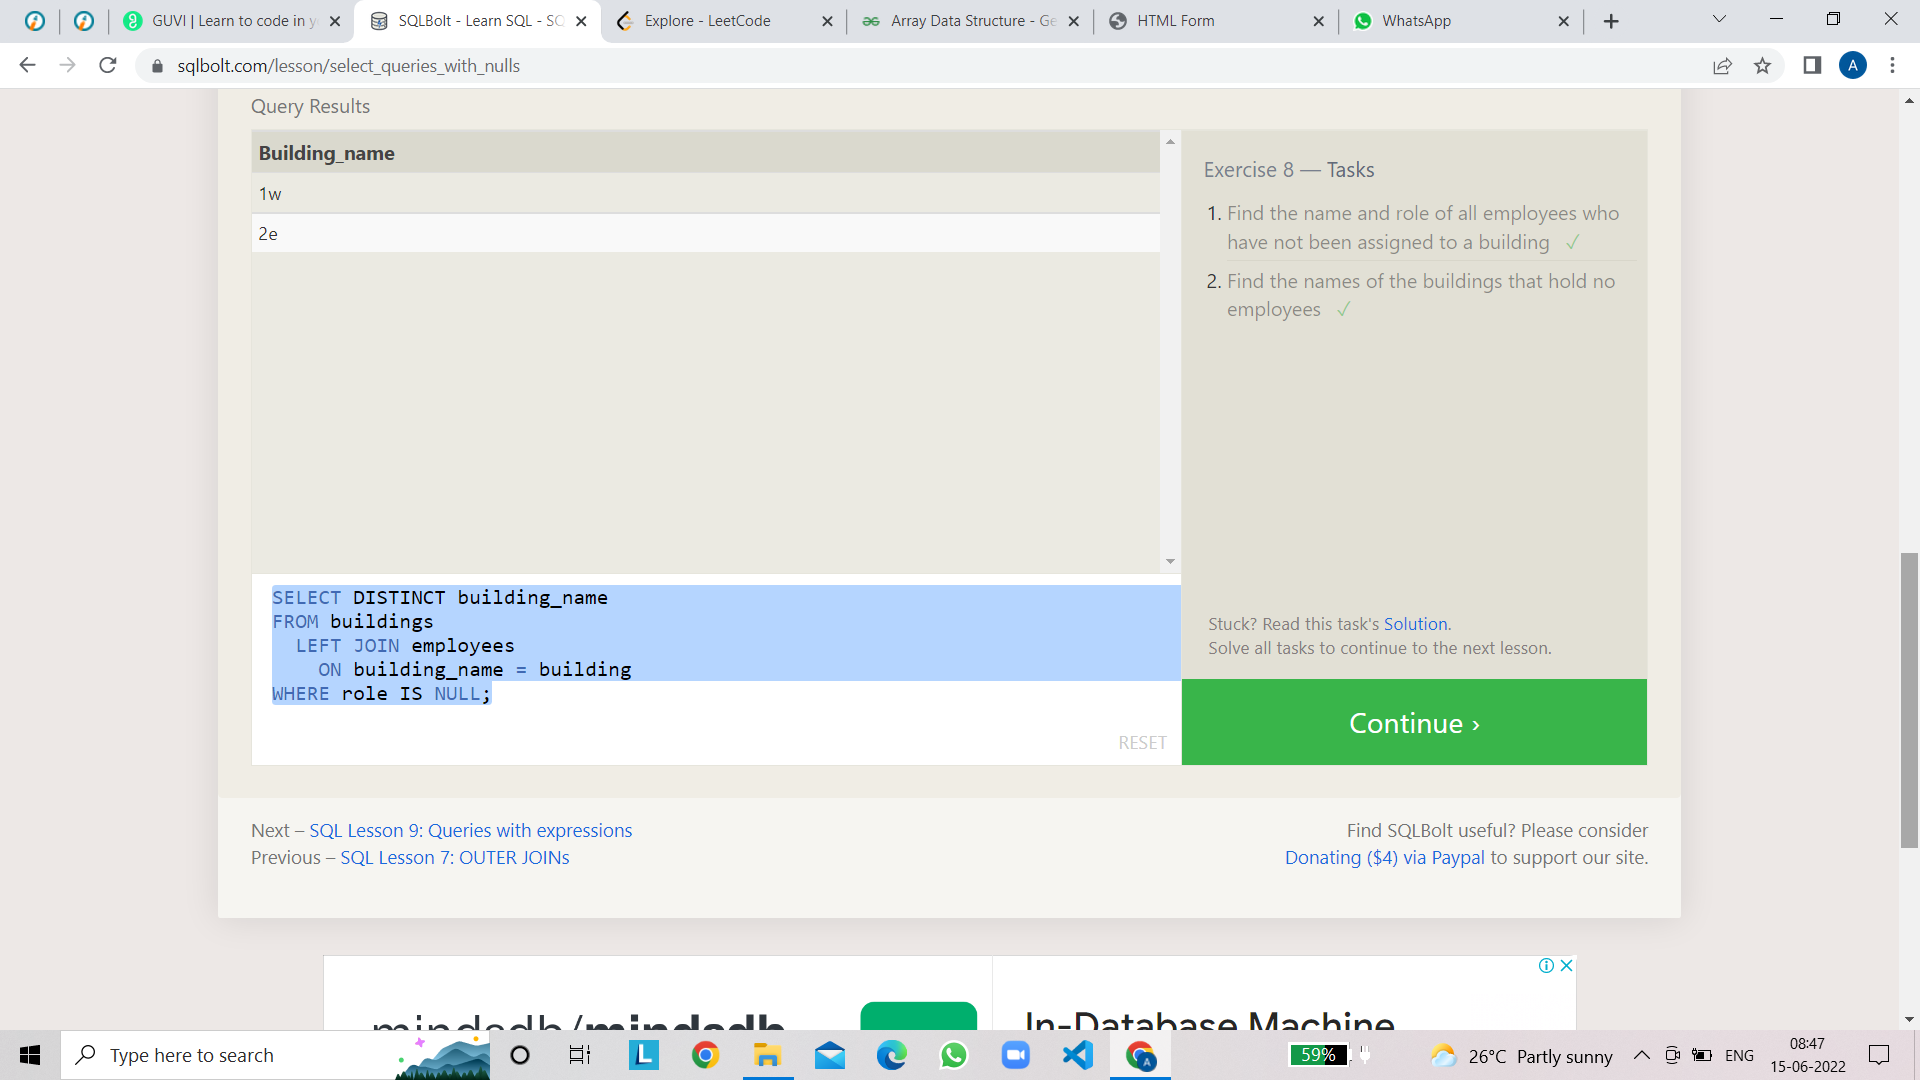 GUVI | Learn to code in y
SQLBolt - Learn SQL - SQ
Explore - LeetCode
Array Data Structure - Ge
HTML Form
WhatsApp
sqlbolt.com/lesson/select_queries_with_nulls
A
Query Results
Building_name
1w
2e
Exercise 8 — Tasks
1. Find the name and role of all employees who
have not been assigned to a building ✓
2. Find the names of the buildings that hold no
employees ✓
SELECT DISTINCT building_name
FROM buildings
LEFT JOIN employees
ON building_name = building
WHERE role IS NULL;
RESET
Stuck? Read this task's Solution.
Solve all tasks to continue to the next lesson.
Continue ›
Next – SQL Lesson 9: Queries with expressions
Previous – SQL Lesson 7: OUTER JOINs
Find SQLBolt useful? Please consider
Donating ($4) via Paypal to support our site.
mindsdb/mindsdb
In-Database Machine
Type here to search
L
A
59%
26°C Partly sunny
ENG
08:47
15-06-2022